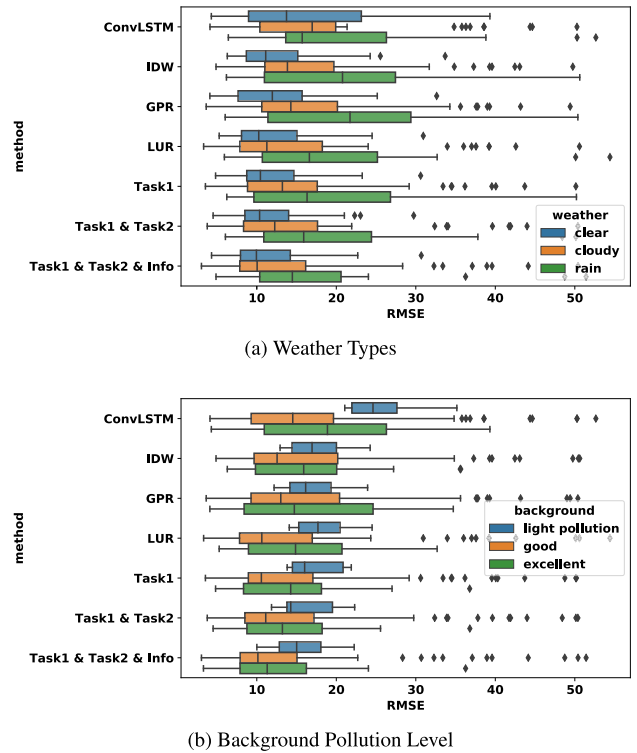 ConvLSTM
IDW
GPR
LUR
Task1
Task1 & Task2
Task1 & Task2 & Info
method
weather
clear
cloudy
rain
10 20 30 40 50
RMSE
(a) Weather Types
ConvLSTM
IDW
GPR
LUR
Task1
Task1 & Task2
Task1 & Task2 & Info
method
background
light pollution
good
excellent
10 20 30 40 50
RMSE
(b) Background Pollution Level